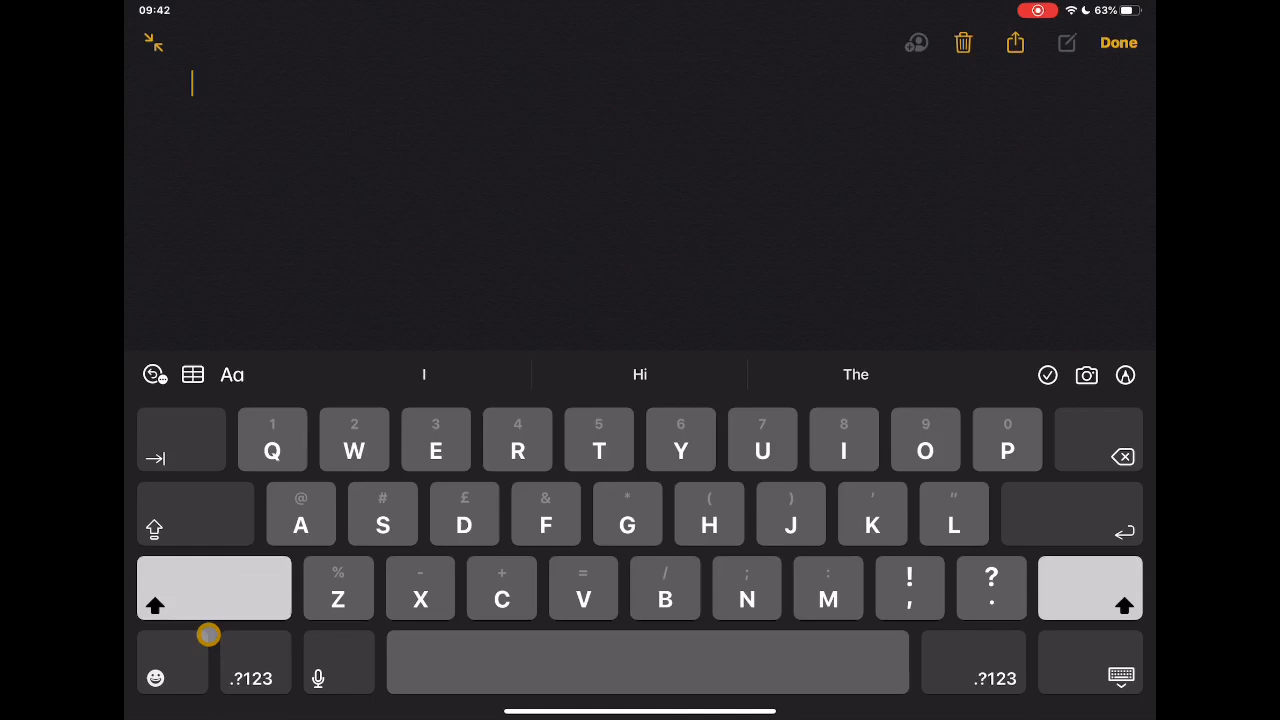 09:42
63%
Done
Aa
I Hi The
1 2 3 4 5 6 7 8 9 0
Q W E R T Y U I O P
@ # £ & * ( ) ' "
A S D F G H J K L
% - + = / ; : ! ?
Z X C V B N M , .
.?123 .?123